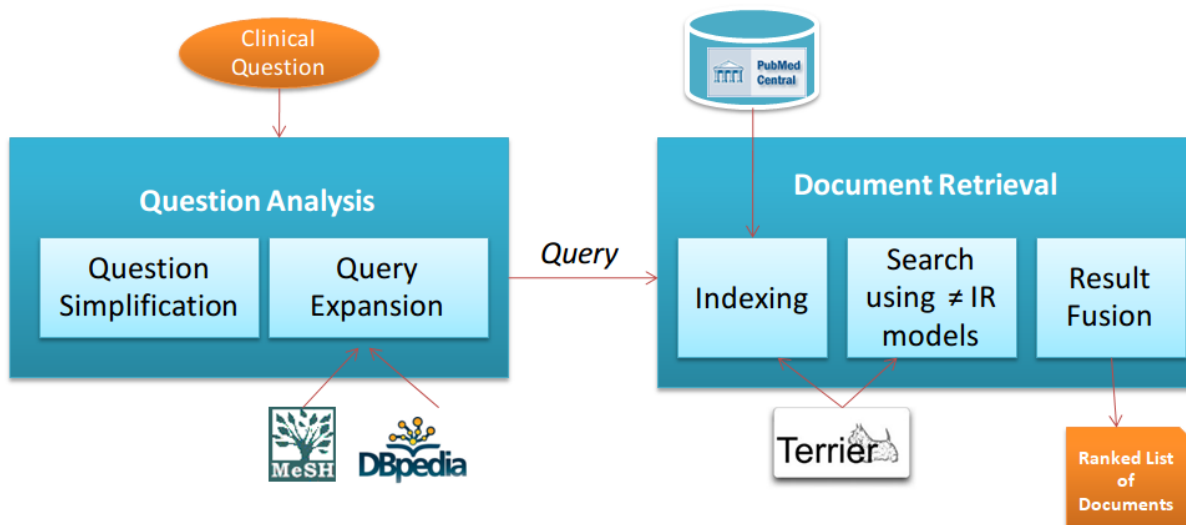 Clinical
Question
PubMed
Central
Question Analysis
Document Retrieval
Question
Simplification
Query
Expansion
Query
Indexing
Search
using ≠ IR
models
Result
Fusion
MeSH
DBpedia
Terrier
Ranked List
of
Documents